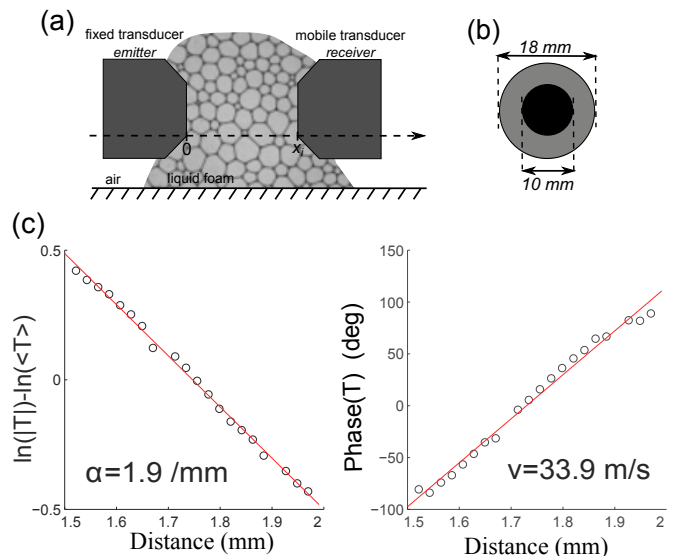 (a)
fixed transducer
emitter
mobile transducer
receiver
0
xi
air
liquid foam
(b)
18 mm
10 mm
(c)
0.5
0
−0.5
ln(|T|)-ln(<T>)
α=1.9 /mm
1.5 1.6 1.7 1.8 1.9 2
Distance (mm)
150
100
50
0
−50
−100
Phase(T) (deg)
v=33.9 m/s
1.5 1.6 1.7 1.8 1.9 2
Distance (mm)